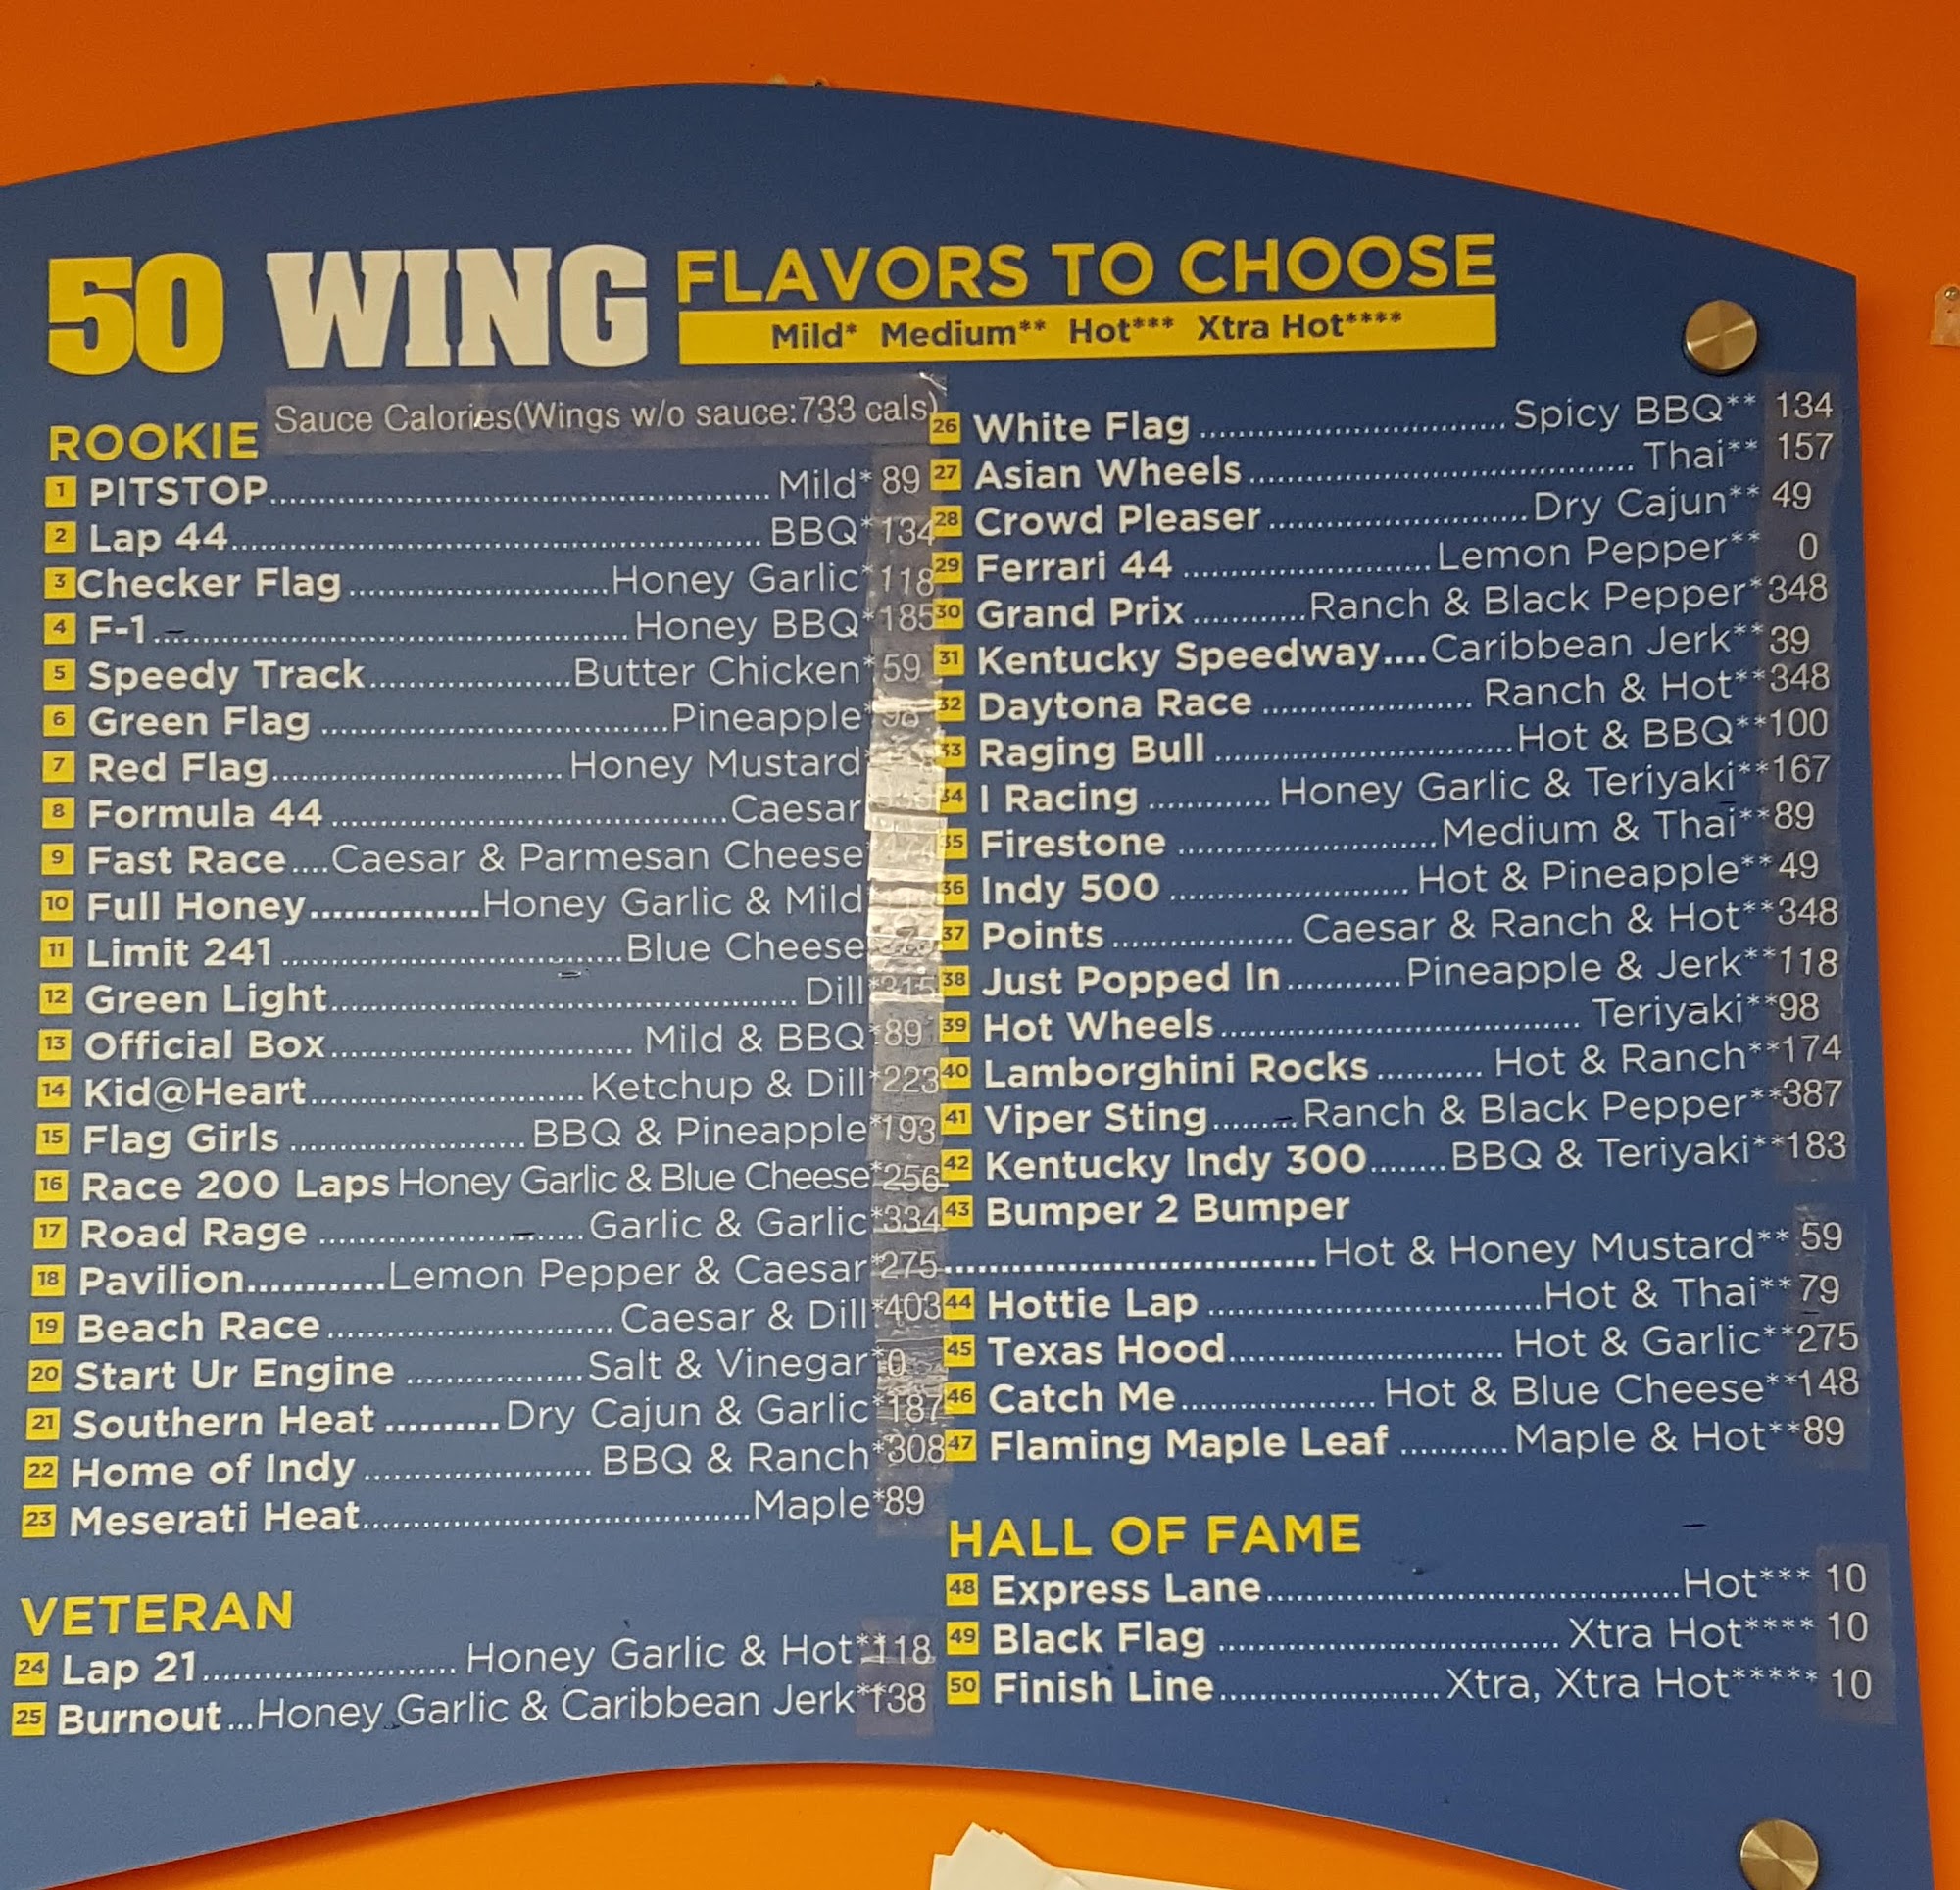 50 WING FLAVORS TO CHOOSE
Mild* Medium** Hot*** Xtra Hot****
Sauce Calories(Wings w/o sauce:733 cals)
ROOKIE
1 PITSTOP.......... Mild* 89
2 Lap 44.......... BBQ* 134
3 Checker Flag.......... Honey Garlic* 118
4 F-1.......... Honey BBQ* 185
5 Speedy Track.......... Butter Chicken* 59
6 Green Flag.......... Pineapple* 98
7 Red Flag.......... Honey Mustard*
8 Formula 44.......... Caesar
9 Fast Race....Caesar & Parmesan Cheese* 174
10 Full Honey.......... Honey Garlic & Mild
11 Limit 241.......... Blue Cheese
12 Green Light.......... Dill* 315
13 Official Box.......... Mild & BBQ* 89
14 Kid@Heart.......... Ketchup & Dill* 223
15 Flag Girls.......... BBQ & Pineapple* 193
16 Race 200 Laps Honey Garlic & Blue Cheese* 256
17 Road Rage.......... Garlic & Garlic* 334
18 Pavilion.......... Lemon Pepper & Caesar* 275
19 Beach Race.......... Caesar & Dill* 403
20 Start Ur Engine.......... Salt & Vinegar* 0
21 Southern Heat.......... Dry Cajun & Garlic* 187
22 Home of Indy.......... BBQ & Ranch* 308
23 Meserati Heat.......... Maple* 89
VETERAN
24 Lap 21.......... Honey Garlic & Hot** 118
25 Burnout...Honey Garlic & Caribbean Jerk** 138
26 White Flag.......... Spicy BBQ** 134
27 Asian Wheels.......... Thai** 157
28 Crowd Pleaser.......... Dry Cajun** 49
29 Ferrari 44.......... Lemon Pepper** 0
30 Grand Prix.......... Ranch & Black Pepper* 348
31 Kentucky Speedway....Caribbean Jerk** 39
32 Daytona Race.......... Ranch & Hot** 348
33 Raging Bull.......... Hot & BBQ** 100
34 I Racing.......... Honey Garlic & Teriyaki** 167
35 Firestone.......... Medium & Thai** 89
36 Indy 500.......... Hot & Pineapple** 49
37 Points.......... Caesar & Ranch & Hot** 348
38 Just Popped In.......... Pineapple & Jerk** 118
39 Hot Wheels.......... Teriyaki** 98
40 Lamborghini Rocks.......... Hot & Ranch** 174
41 Viper Sting.......... Ranch & Black Pepper** 387
42 Kentucky Indy 300........ BBQ & Teriyaki** 183
43 Bumper 2 Bumper
.......... Hot & Honey Mustard** 59
44 Hottie Lap.......... Hot & Thai** 79
45 Texas Hood.......... Hot & Garlic** 275
46 Catch Me.......... Hot & Blue Cheese** 148
47 Flaming Maple Leaf.......... Maple & Hot** 89
HALL OF FAME
48 Express Lane.......... Hot*** 10
49 Black Flag.......... Xtra Hot**** 10
50 Finish Line.......... Xtra, Xtra Hot***** 10